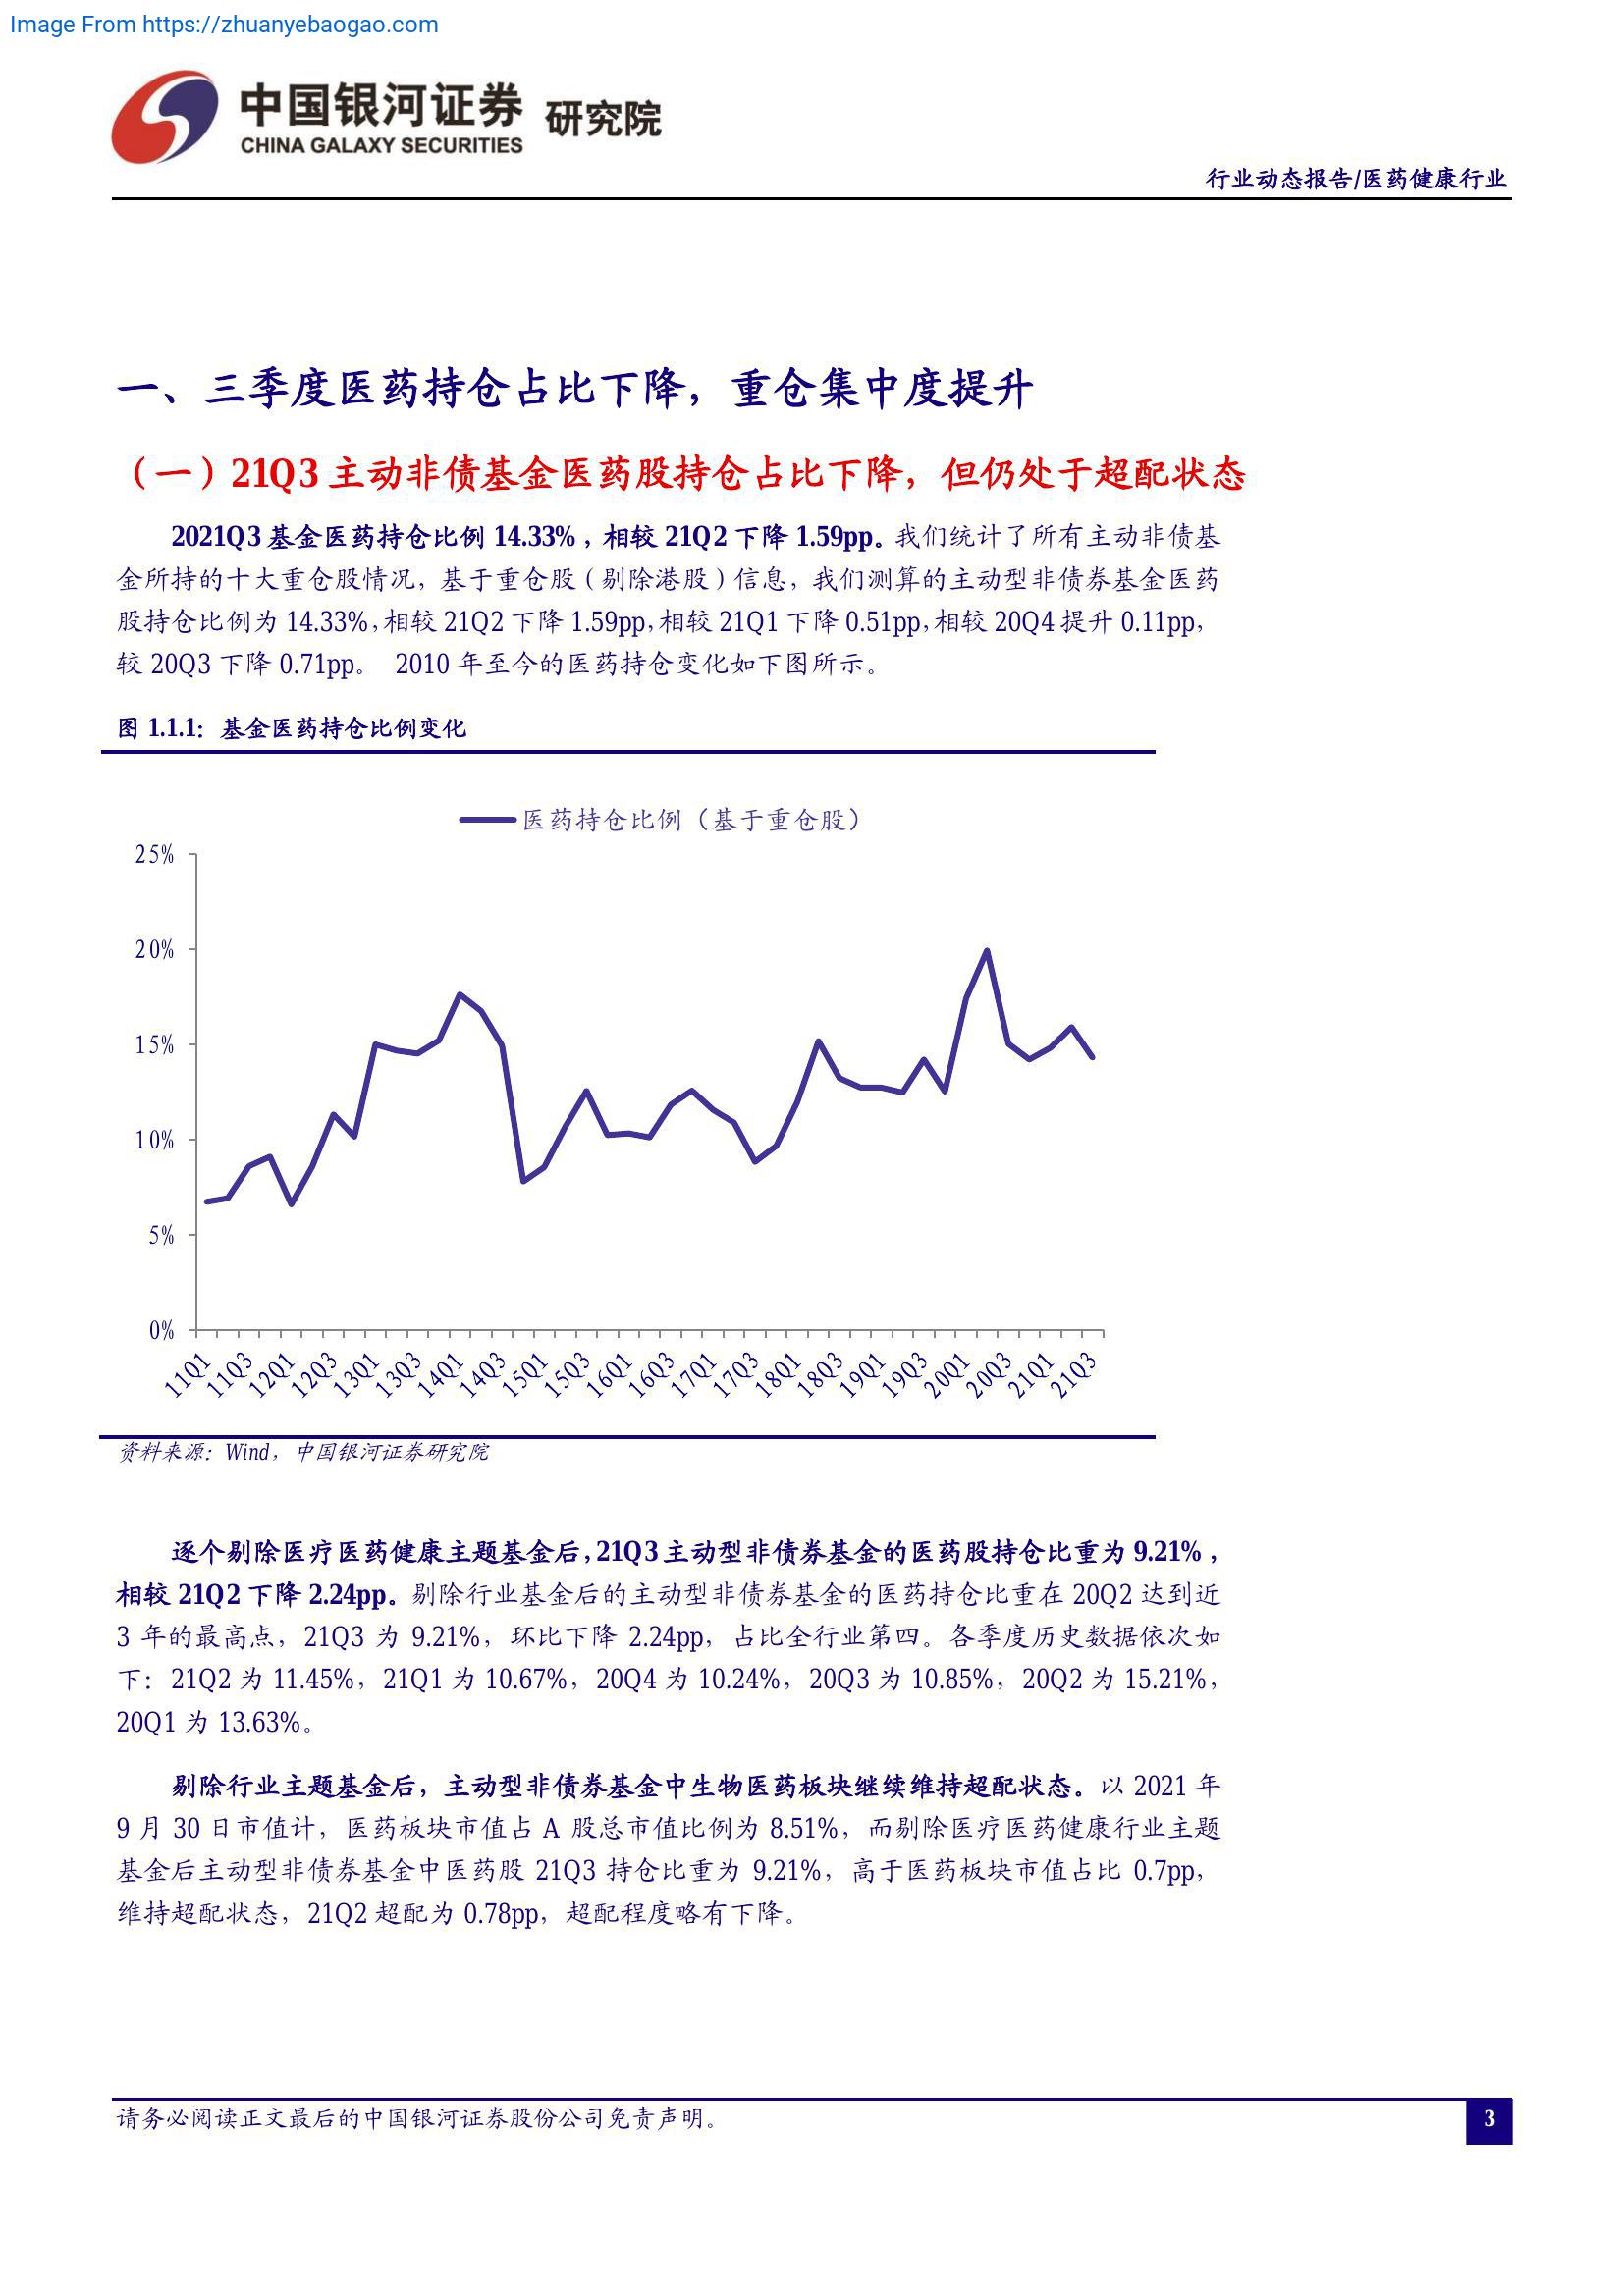 Image From https://zhuanyebaogao.com
中国银河证券 研究院
CHINA GALAXY SECURITIES
行业动态报告/医药健康行业
一、三季度医药持仓占比下降，重仓集中度提升
（一）21Q3 主动非债基金医药股持仓占比下降，但仍处于超配状态
2021Q3 基金医药持仓比例 14.33%，相较 21Q2 下降 1.59pp。我们统计了所有主动非债基
金所持的十大重仓股情况，基于重仓股（剔除港股）信息，我们测算的主动型非债券基金医药
股持仓比例为 14.33%，相较 21Q2 下降 1.59pp，相较 21Q1 下降 0.51pp，相较 20Q4 提升 0.11pp，
较 20Q3 下降 0.71pp。 2010 年至今的医药持仓变化如下图所示。
图 1.1.1：基金医药持仓比例变化
医药持仓比例（基于重仓股）
25%
20%
15%
10%
5%
0%
11Q1 11Q3 12Q1 12Q3 13Q1 13Q3 14Q1 14Q3 15Q1 15Q3 16Q1 16Q3 17Q1 17Q3 18Q1 18Q3 19Q1 19Q3 20Q1 20Q3 21Q1 21Q3
资料来源：Wind，中国银河证券研究院
逐个剔除医疗医药健康主题基金后，21Q3 主动型非债券基金的医药股持仓比重为 9.21%，
相较 21Q2 下降 2.24pp。剔除行业基金后的主动型非债券基金的医药持仓比重在 20Q2 达到近
3 年的最高点，21Q3 为 9.21%，环比下降 2.24pp，占比全行业第四。各季度历史数据依次如
下：21Q2 为 11.45%，21Q1 为 10.67%，20Q4 为 10.24%，20Q3 为 10.85%，20Q2 为 15.21%，
20Q1 为 13.63%。
剔除行业主题基金后，主动型非债券基金中生物医药板块继续维持超配状态。以 2021 年
9 月 30 日市值计，医药板块市值占 A 股总市值比例为 8.51%，而剔除医疗医药健康行业主题
基金后主动型非债券基金中医药股 21Q3 持仓比重为 9.21%，高于医药板块市值占比 0.7pp，
维持超配状态，21Q2 超配为 0.78pp，超配程度略有下降。
请务必阅读正文最后的中国银河证券股份公司免责声明。
3